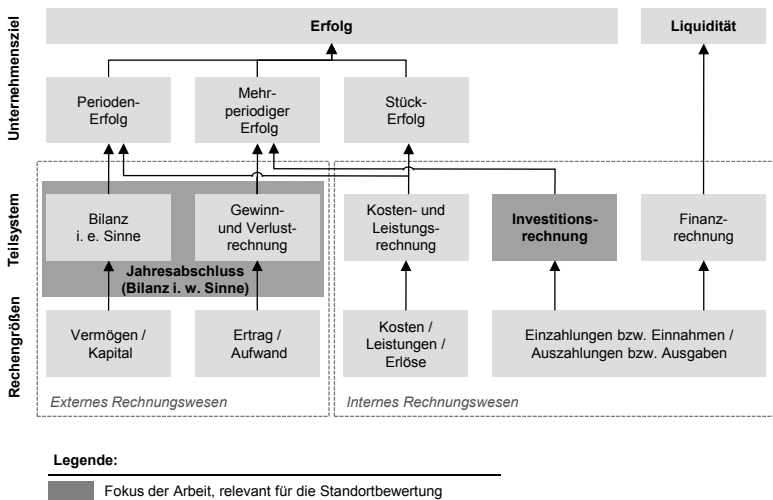 Unternehmensziel
Erfolg
Liquidität
Perioden-
Erfolg
Mehr-
periodiger
Erfolg
Stück-
Erfolg
Teilsystem
Bilanz
i. e. Sinne
Gewinn-
und Verlust-
rechnung
Kosten- und
Leistungs-
rechnung
Investitions-
rechnung
Finanz-
rechnung
Jahresabschluss
(Bilanz i. w. Sinne)
Rechengrößen
Vermögen /
Kapital
Ertrag /
Aufwand
Kosten /
Leistungen /
Erlöse
Einzahlungen bzw. Einnahmen /
Auszahlungen bzw. Ausgaben
Externes Rechnungswesen
Internes Rechnungswesen
Legende:
Fokus der Arbeit, relevant für die Standortbewertung